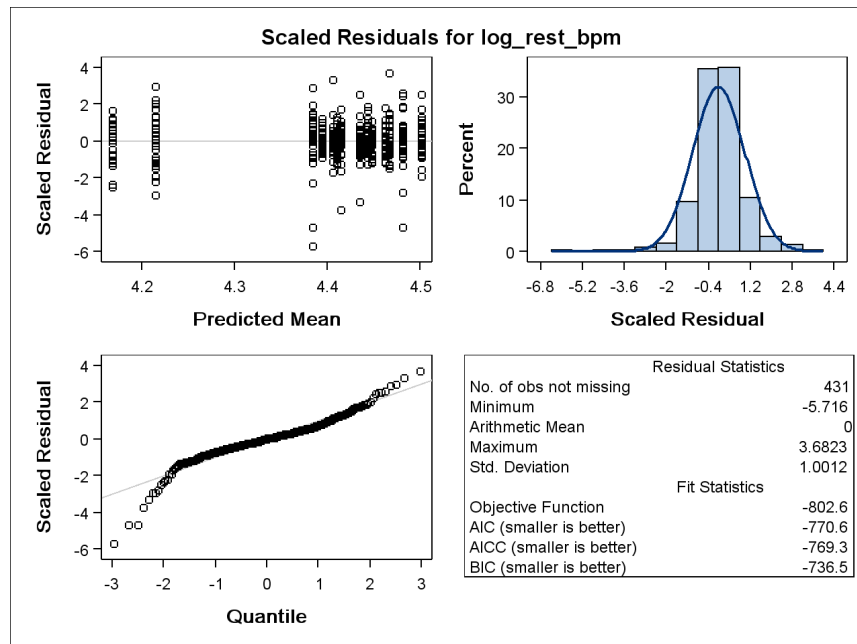 Scaled Residuals for log_rest_bpm
Scaled Residual
4
2
0
-2
-4
-6
4.2 4.3 4.4 4.5
Predicted Mean
Percent
30
20
10
0
-6.8 -5.2 -3.6 -2 -0.4 1.2 2.8 4.4
Scaled Residual
Scaled Residual
4
2
0
-2
-4
-6
-3 -2 -1 0 1 2 3
Quantile
Residual Statistics
No. of obs not missing 431
Minimum -5.716
Arithmetic Mean 0
Maximum 3.6823
Std. Deviation 1.0012
Fit Statistics
Objective Function -802.6
AIC (smaller is better) -770.6
AICC (smaller is better) -769.3
BIC (smaller is better) -736.5